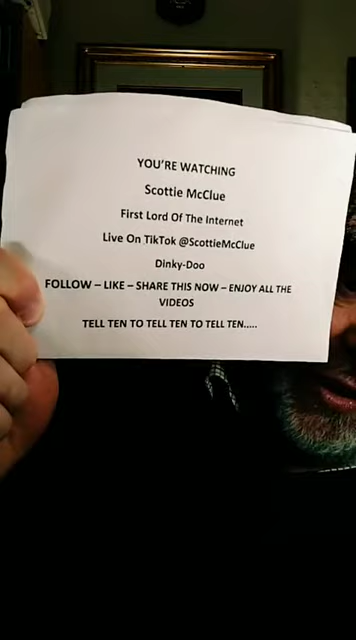 YOU'RE WATCHING
Scottie McClue
First Lord Of The Internet
Live On TikTok @ScottieMcClue
Dinky-Doo
FOLLOW – LIKE – SHARE THIS NOW – ENJOY ALL THE
VIDEOS
TELL TEN TO TELL TEN TO TELL TEN.....